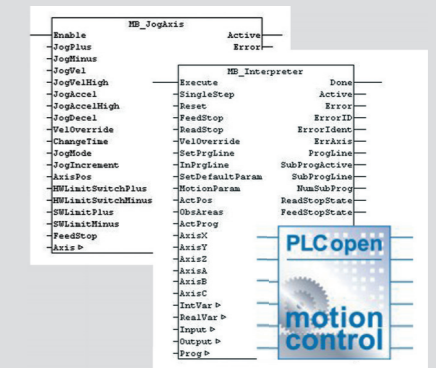 MB_JogAxis
Enable Active
JogPlus Error
JogMinus
JogVel
JogVelHigh
JogAccel
JogAccelHigh
JogDecel
VelOverride
ChangeTime
JogMode
JogIncrement
AxisPos
HWLimitSwitchPlus
HWLimitSwitchMinus
SWLimitPlus
SWLimitMinus
FeedStop
Axis
MB_Interpreter
Execute Done
SingleStep Active
Reset Error
FeedStop ErrorID
ReadStop ErrorIdent
VelOverride ErrAxis
SetPrgLine ProgLine
InPrgLine SubProgActive
SetDefaultParam SubProgLine
MotionParam NumSubProg
ActPos ReadStopState
ObsAreas FeedStopState
ActProg
AxisX
AxisY
AxisZ
AxisA
AxisB
AxisC
IntVar
RealVar
Input
Output
Prog
PLCopen
motion
control